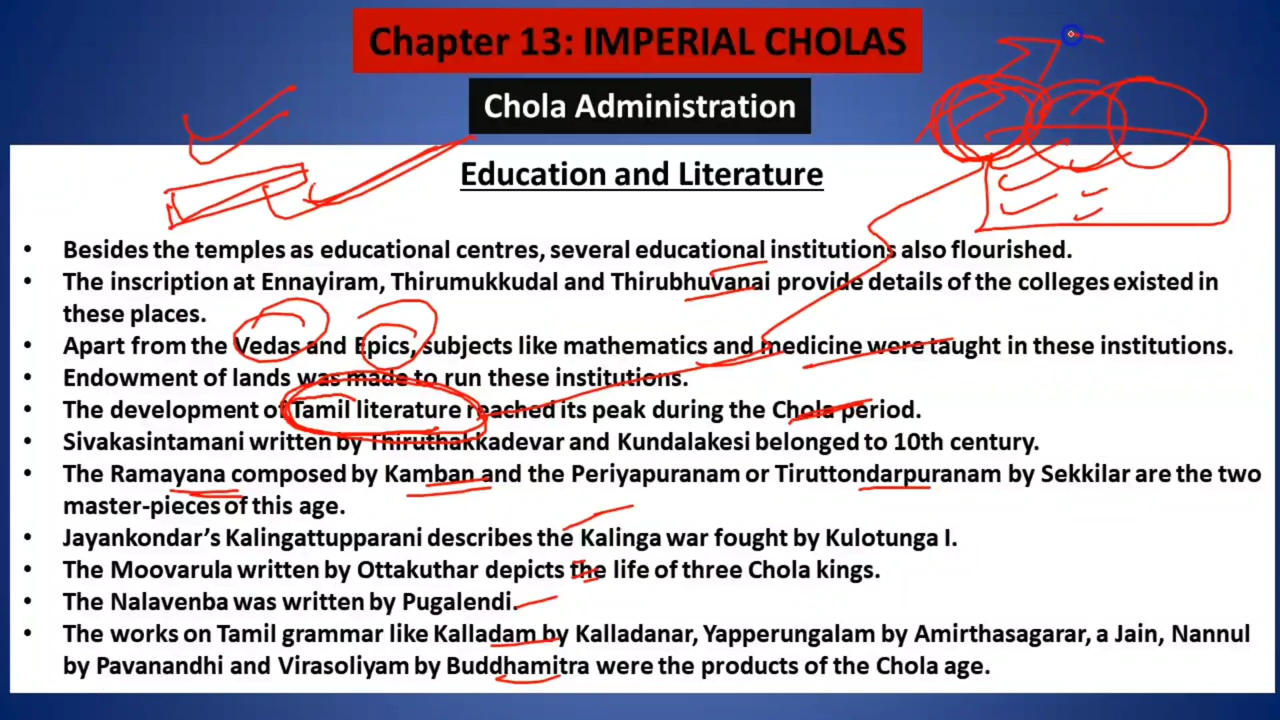 Chapter 13: IMPERIAL CHOLAS
Chola Administration
Education and Literature
• Besides the temples as educational centres, several educational institutions also flourished.
• The inscription at Ennayiram, Thirumukkudal and Thirubhuvanai provide details of the colleges existed in
these places.
• Apart from the Vedas and Epics, subjects like mathematics and medicine were taught in these institutions.
• Endowment of lands was made to run these institutions.
• The development of Tamil literature reached its peak during the Chola period.
• Sivakasintamani written by Thiruthakkadevar and Kundalakesi belonged to 10th century.
• The Ramayana composed by Kamban and the Periyapuranam or Tiruttondarpuranam by Sekkilar are the two
master-pieces of this age.
• Jayankondar's Kalingattupparani describes the Kalinga war fought by Kulotunga I.
• The Moovarula written by Ottakuthar depicts the life of three Chola kings.
• The Nalavenba was written by Pugalendi.
• The works on Tamil grammar like Kalladam by Kalladanar, Yapperungalam by Amirthasagarar, a Jain, Nannul
by Pavanandhi and Virasoliyam by Buddhamitra were the products of the Chola age.